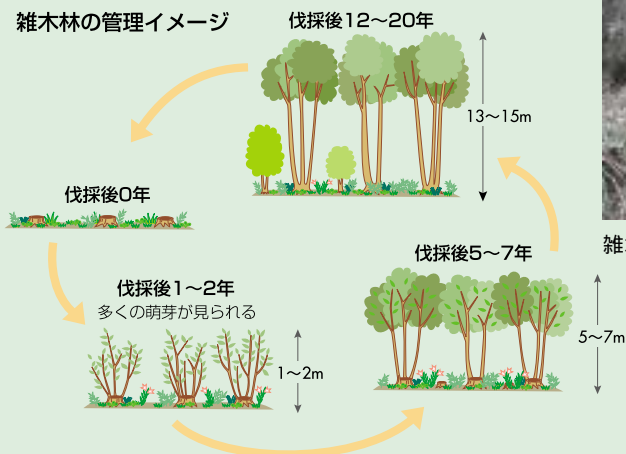 雑木林の管理イメージ
伐採後12〜20年
13〜15m
伐採後0年
伐採後5〜7年
5〜7m
伐採後1〜2年
多くの萌芽が見られる
1〜2m
雑